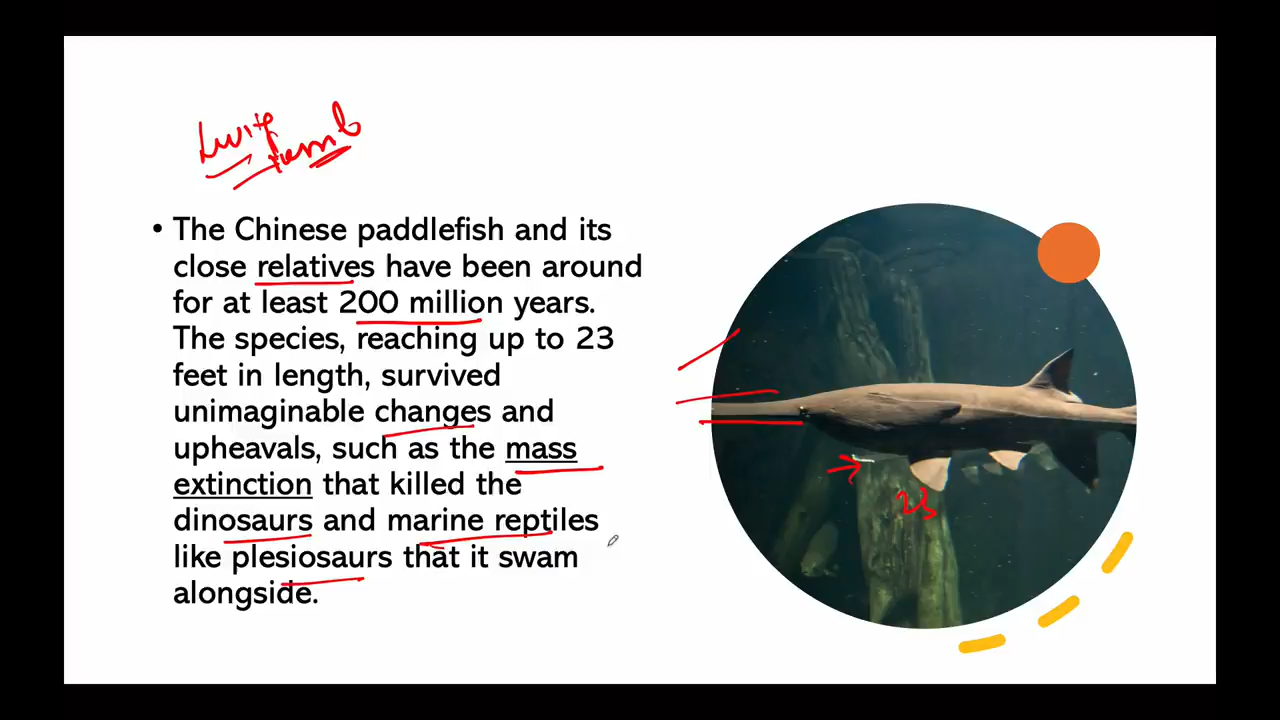 • The Chinese paddlefish and its
close relatives have been around
for at least 200 million years.
The species, reaching up to 23
feet in length, survived
unimaginable changes and
upheavals, such as the mass
extinction that killed the
dinosaurs and marine reptiles
like plesiosaurs that it swam
alongside.
23